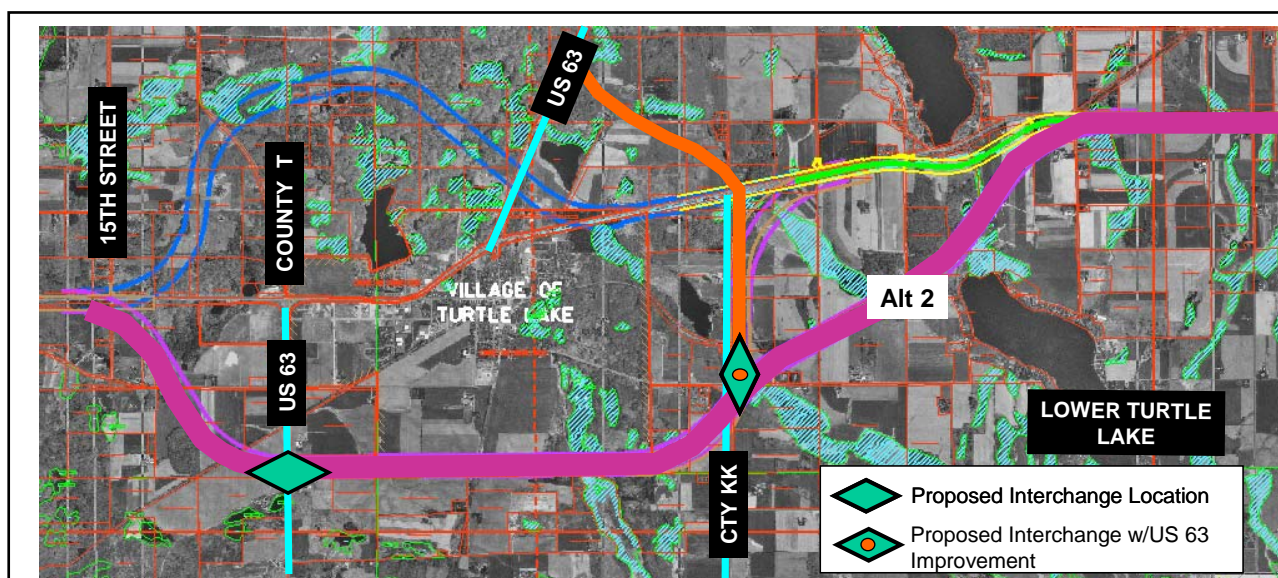 US 63
15TH STREET
COUNTY T
VILLAGE OF
TURTLE LAKE
Alt 2
US 63
CTY KK
LOWER TURTLE
LAKE
Proposed Interchange Location
Proposed Interchange w/US 63
Improvement